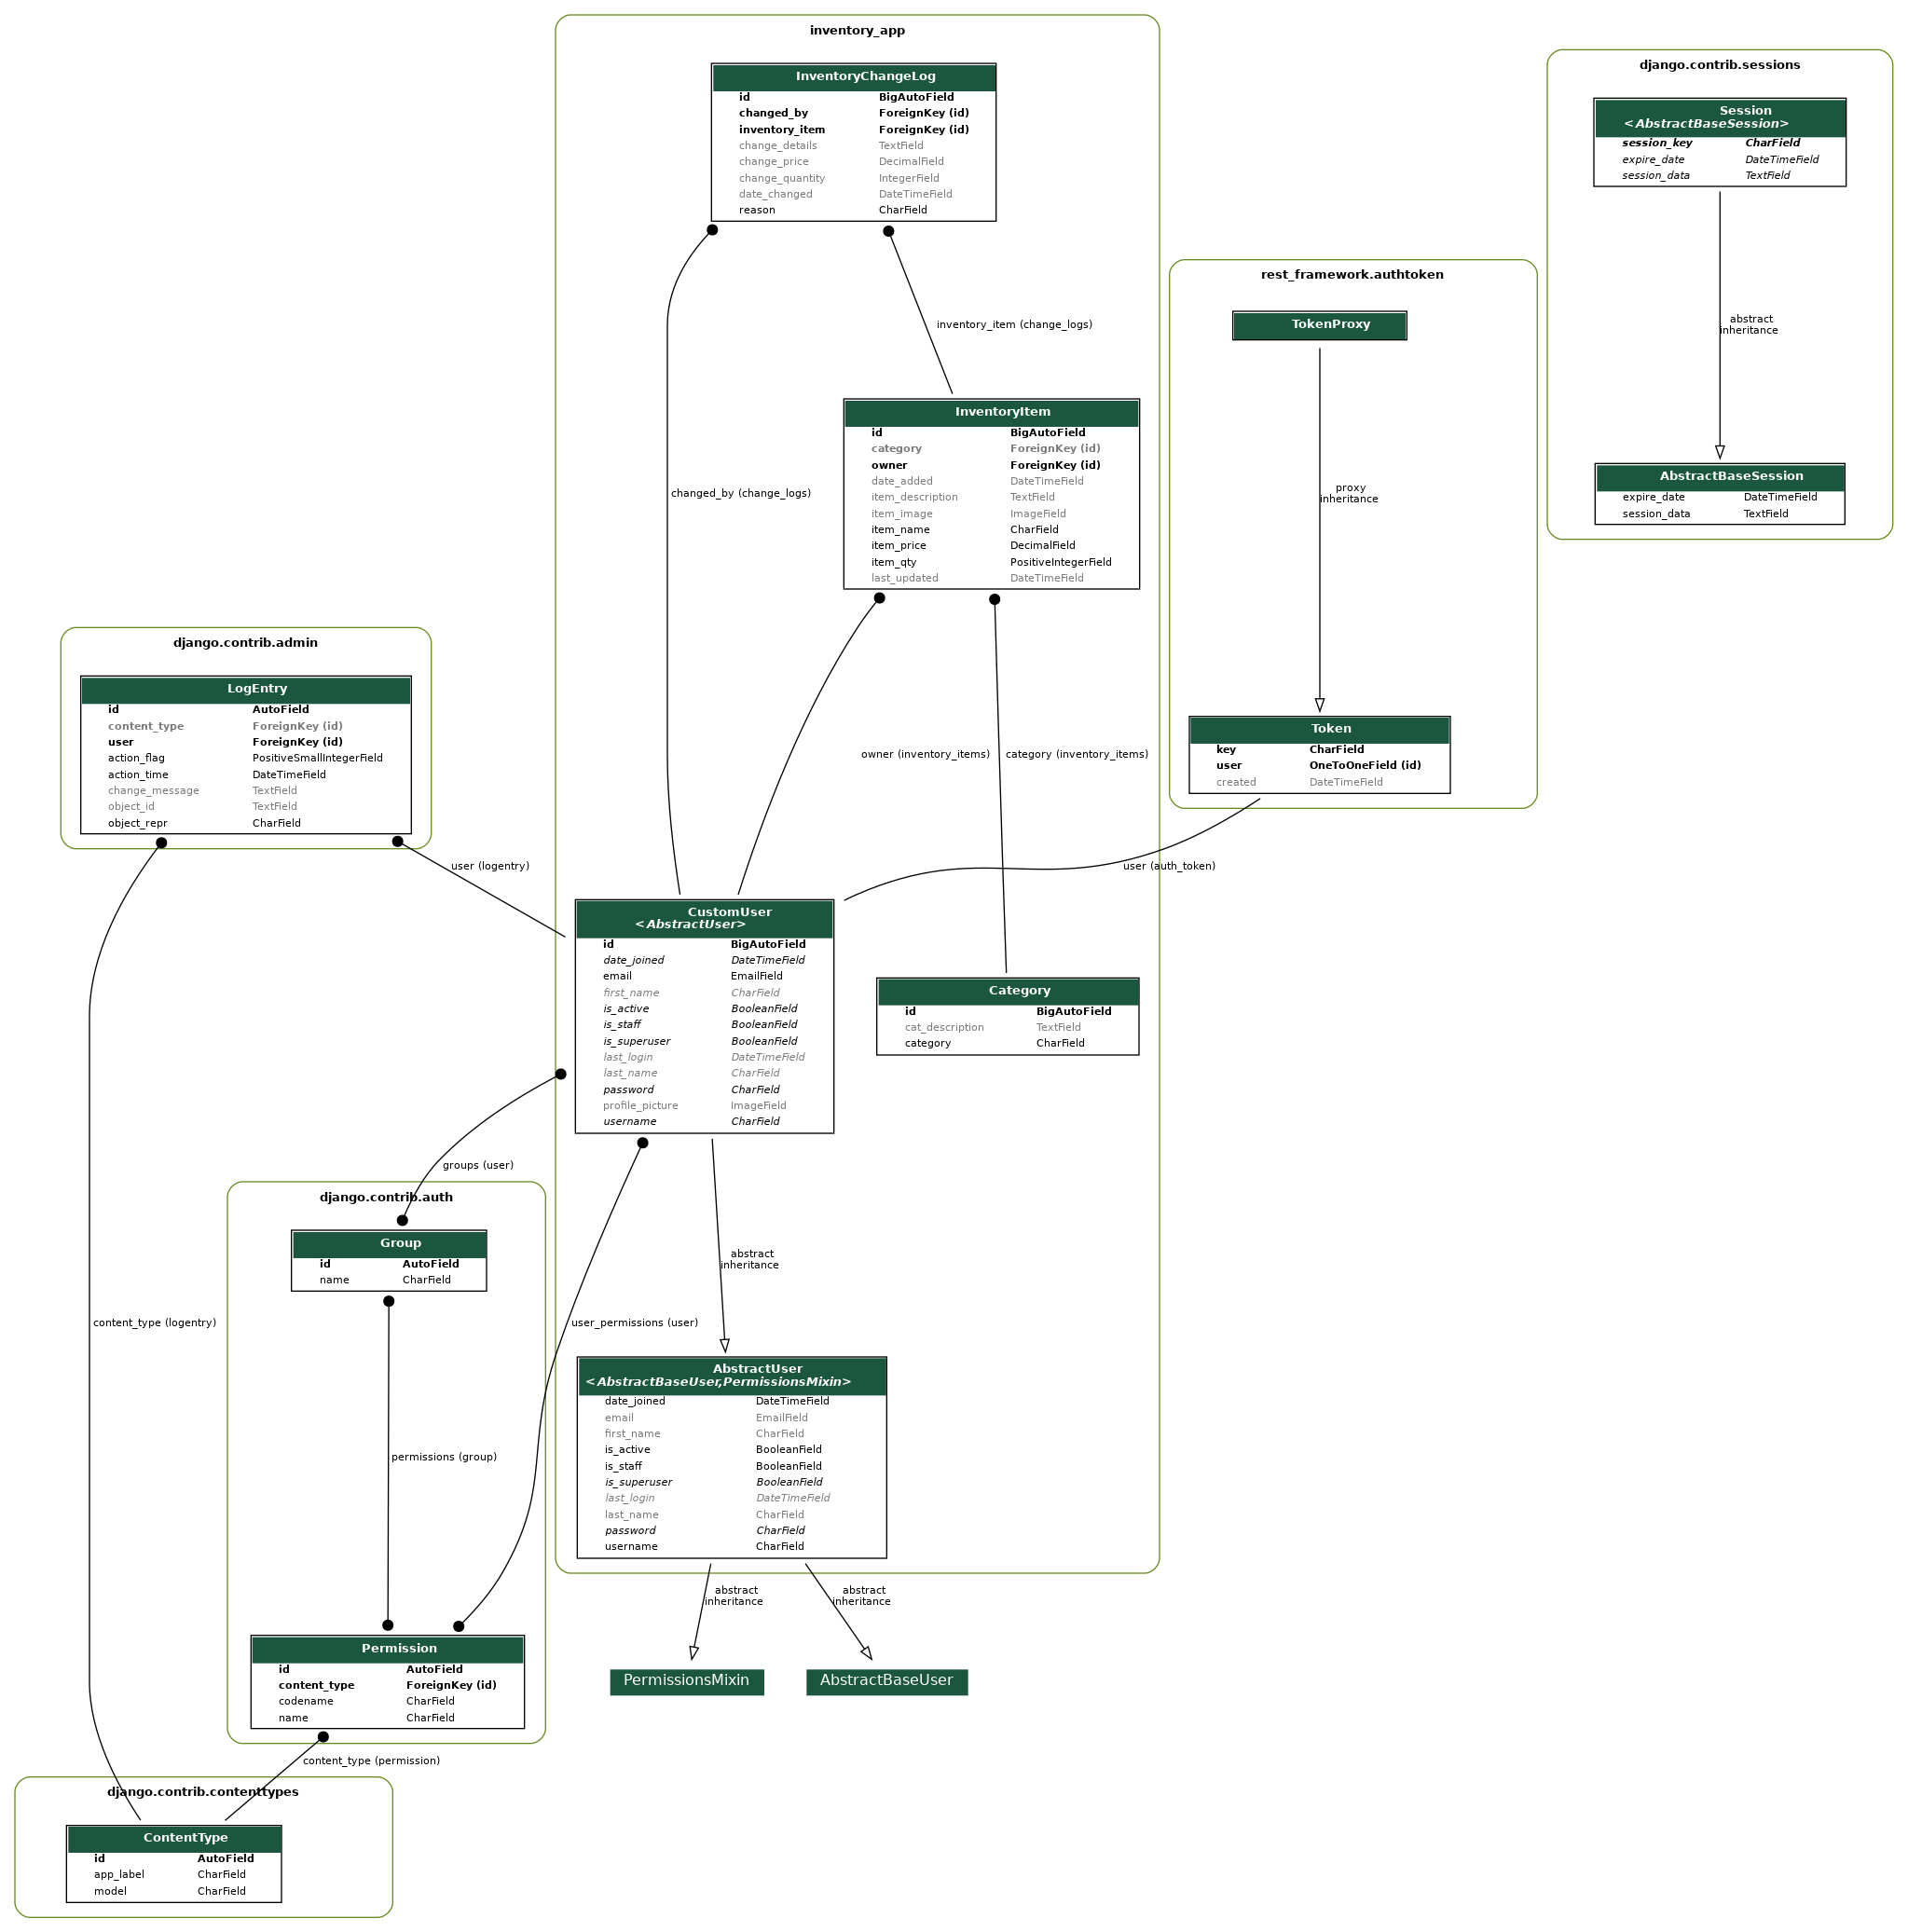 inventory_app
InventoryChangeLog
id BigAutoField
changed_by ForeignKey (id)
inventory_item ForeignKey (id)
change_details TextField
change_price DecimalField
change_quantity IntegerField
date_changed DateTimeField
reason CharField
django.contrib.sessions
Session
<AbstractBaseSession>
session_key CharField
expire_date DateTimeField
session_data TextField
abstract
inheritance
AbstractBaseSession
expire_date DateTimeField
session_data TextField
rest_framework.authtoken
TokenProxy
proxy
inheritance
Token
key CharField
user OneToOneField (id)
created DateTimeField
user (auth_token)
inventory_item (change_logs)
changed_by (change_logs)
InventoryItem
id BigAutoField
category ForeignKey (id)
owner ForeignKey (id)
date_added DateTimeField
item_description TextField
item_image ImageField
item_name CharField
item_price DecimalField
item_qty PositiveIntegerField
last_updated DateTimeField
owner (inventory_items)
category (inventory_items)
django.contrib.admin
LogEntry
id AutoField
content_type ForeignKey (id)
user ForeignKey (id)
action_flag PositiveSmallIntegerField
action_time DateTimeField
change_message TextField
object_id TextField
object_repr CharField
user (logentry)
CustomUser
<AbstractUser>
id BigAutoField
date_joined DateTimeField
email EmailField
first_name CharField
is_active BooleanField
is_staff BooleanField
is_superuser BooleanField
last_login DateTimeField
last_name CharField
password CharField
profile_picture ImageField
username CharField
Category
id BigAutoField
cat_description TextField
category CharField
groups (user)
django.contrib.auth
Group
id AutoField
name CharField
abstract
inheritance
content_type (logentry)
user_permissions (user)
permissions (group)
AbstractUser
<AbstractBaseUser,PermissionsMixin>
date_joined DateTimeField
email EmailField
first_name CharField
is_active BooleanField
is_staff BooleanField
is_superuser BooleanField
last_login DateTimeField
last_name CharField
password CharField
username CharField
abstract
inheritance
abstract
inheritance
PermissionsMixin
AbstractBaseUser
Permission
id AutoField
content_type ForeignKey (id)
codename CharField
name CharField
content_type (permission)
django.contrib.contenttypes
ContentType
id AutoField
app_label CharField
model CharField